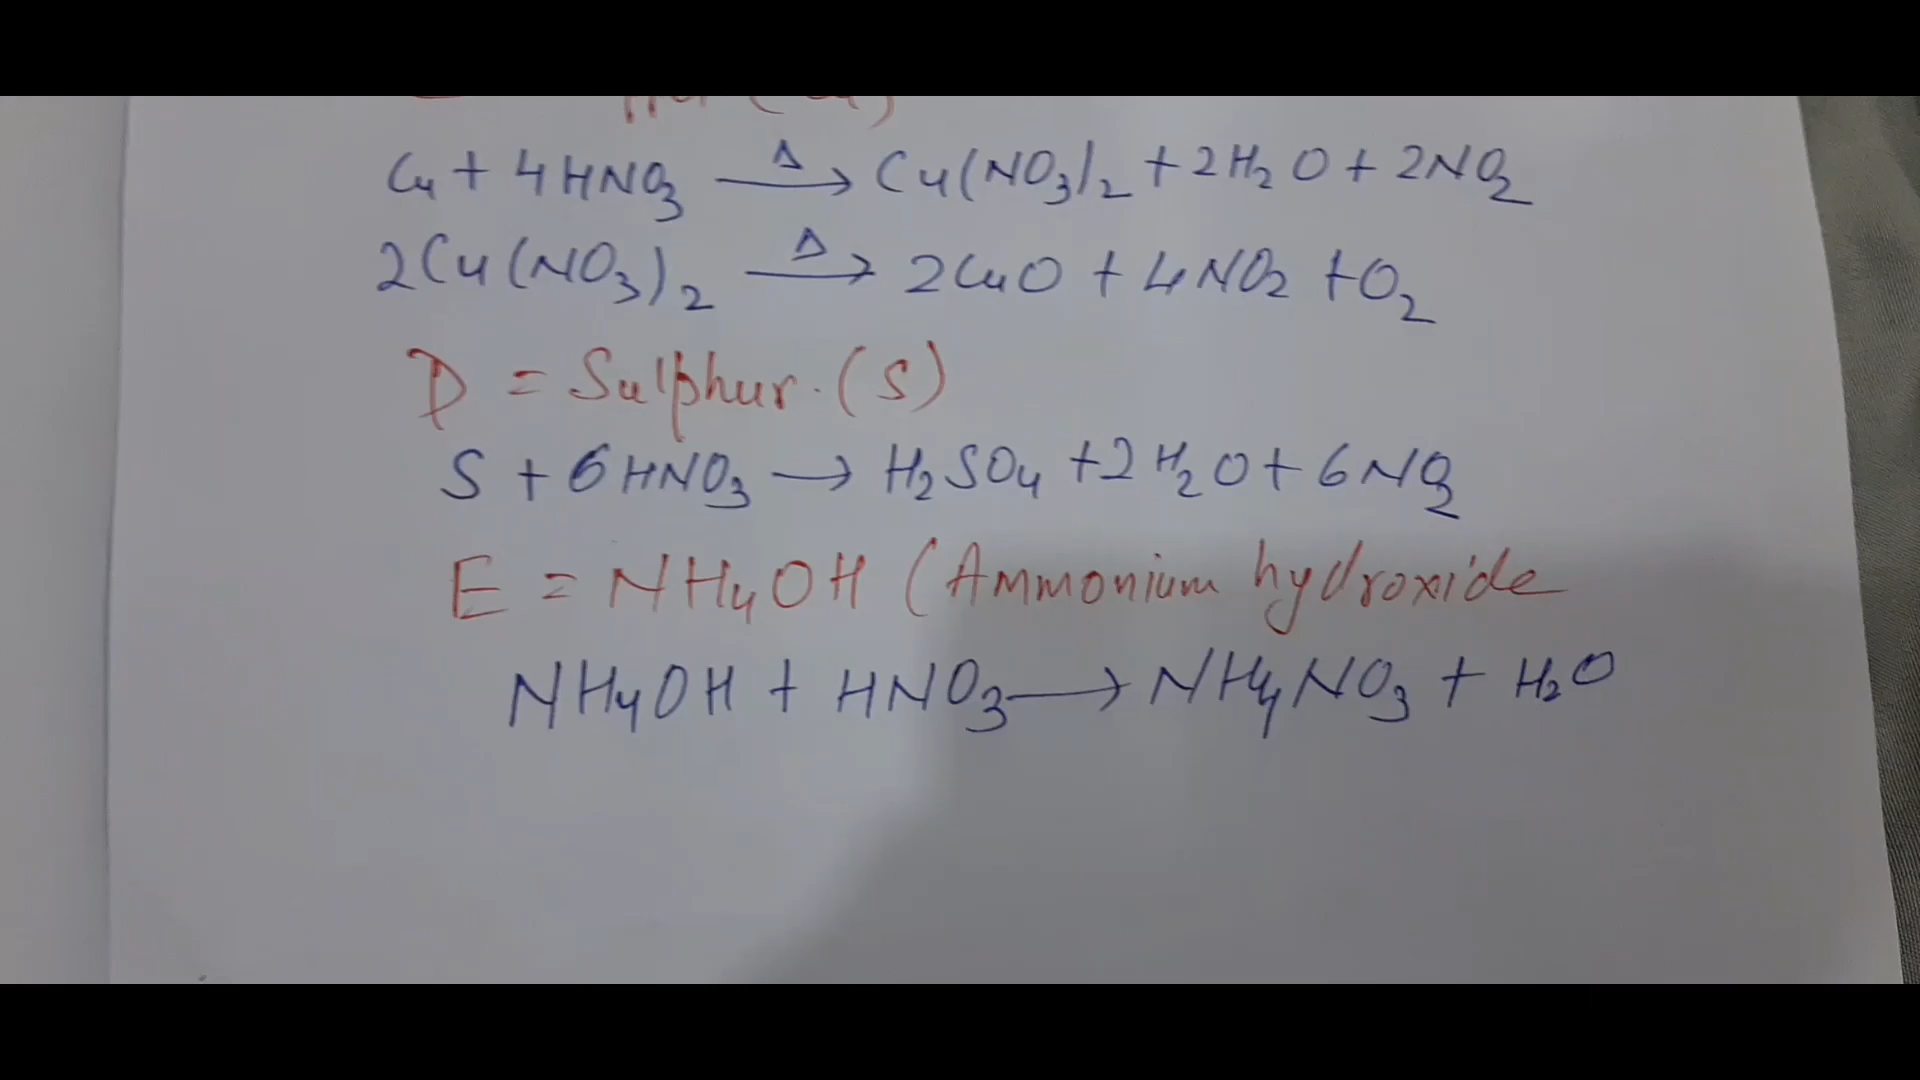 Cu + 4HNO3 Δ→ Cu(NO3)2 + 2H2O + 2NO2
2Cu(NO3)2 Δ→ 2CuO + 4NO2 + O2
D = Sulphur. (S)
S + 6HNO3 → H2SO4 + 2H2O + 6NO2
E = NH4OH (Ammonium hydroxide
NH4OH + HNO3 → NH4NO3 + H2O